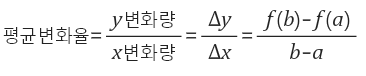 평균변화율 = y변화량/x변화량 = Δy/Δx = f(b)−f(a)/b−a